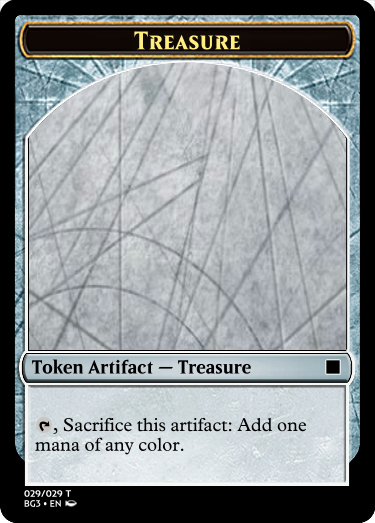 TREASURE
Token Artifact — Treasure
, Sacrifice this artifact: Add one
mana of any color.
029/029 T
BG3 • EN